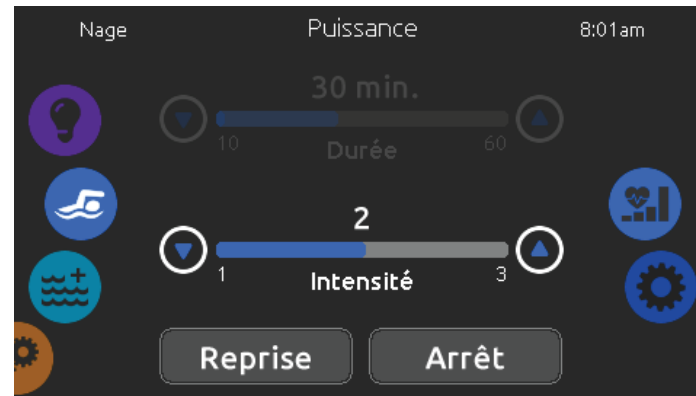 Nage Puissance 8:01am
30 min.
10 Durée 60
2
1 Intensité 3
Reprise Arrêt